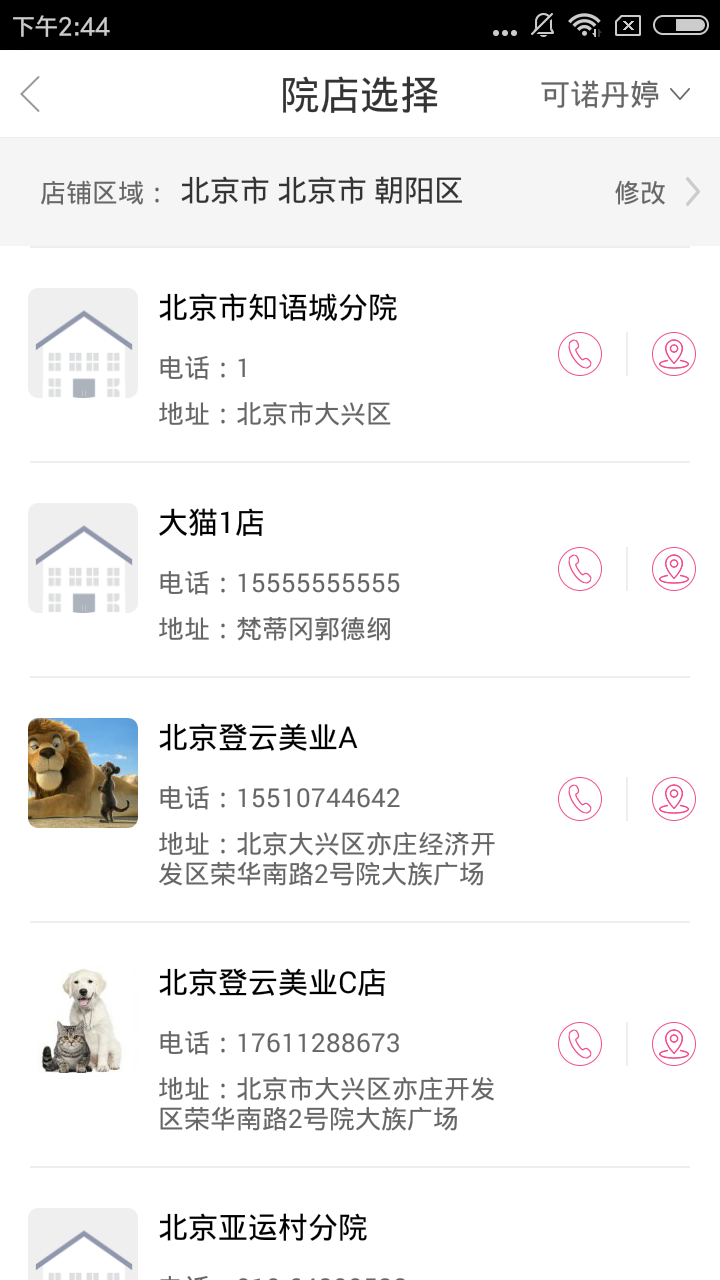 下午2:44
院店选择
可诺丹婷
店铺区域： 北京市 北京市 朝阳区
修改
北京市知语城分院
电话：1
地址：北京市大兴区
大猫1店
电话：15555555555
地址：梵蒂冈郭德纲
北京登云美业A
电话：15510744642
地址：北京大兴区亦庄经济开
发区荣华南路2号院大族广场
北京登云美业C店
电话：17611288673
地址：北京市大兴区亦庄开发
区荣华南路2号院大族广场
北京亚运村分院